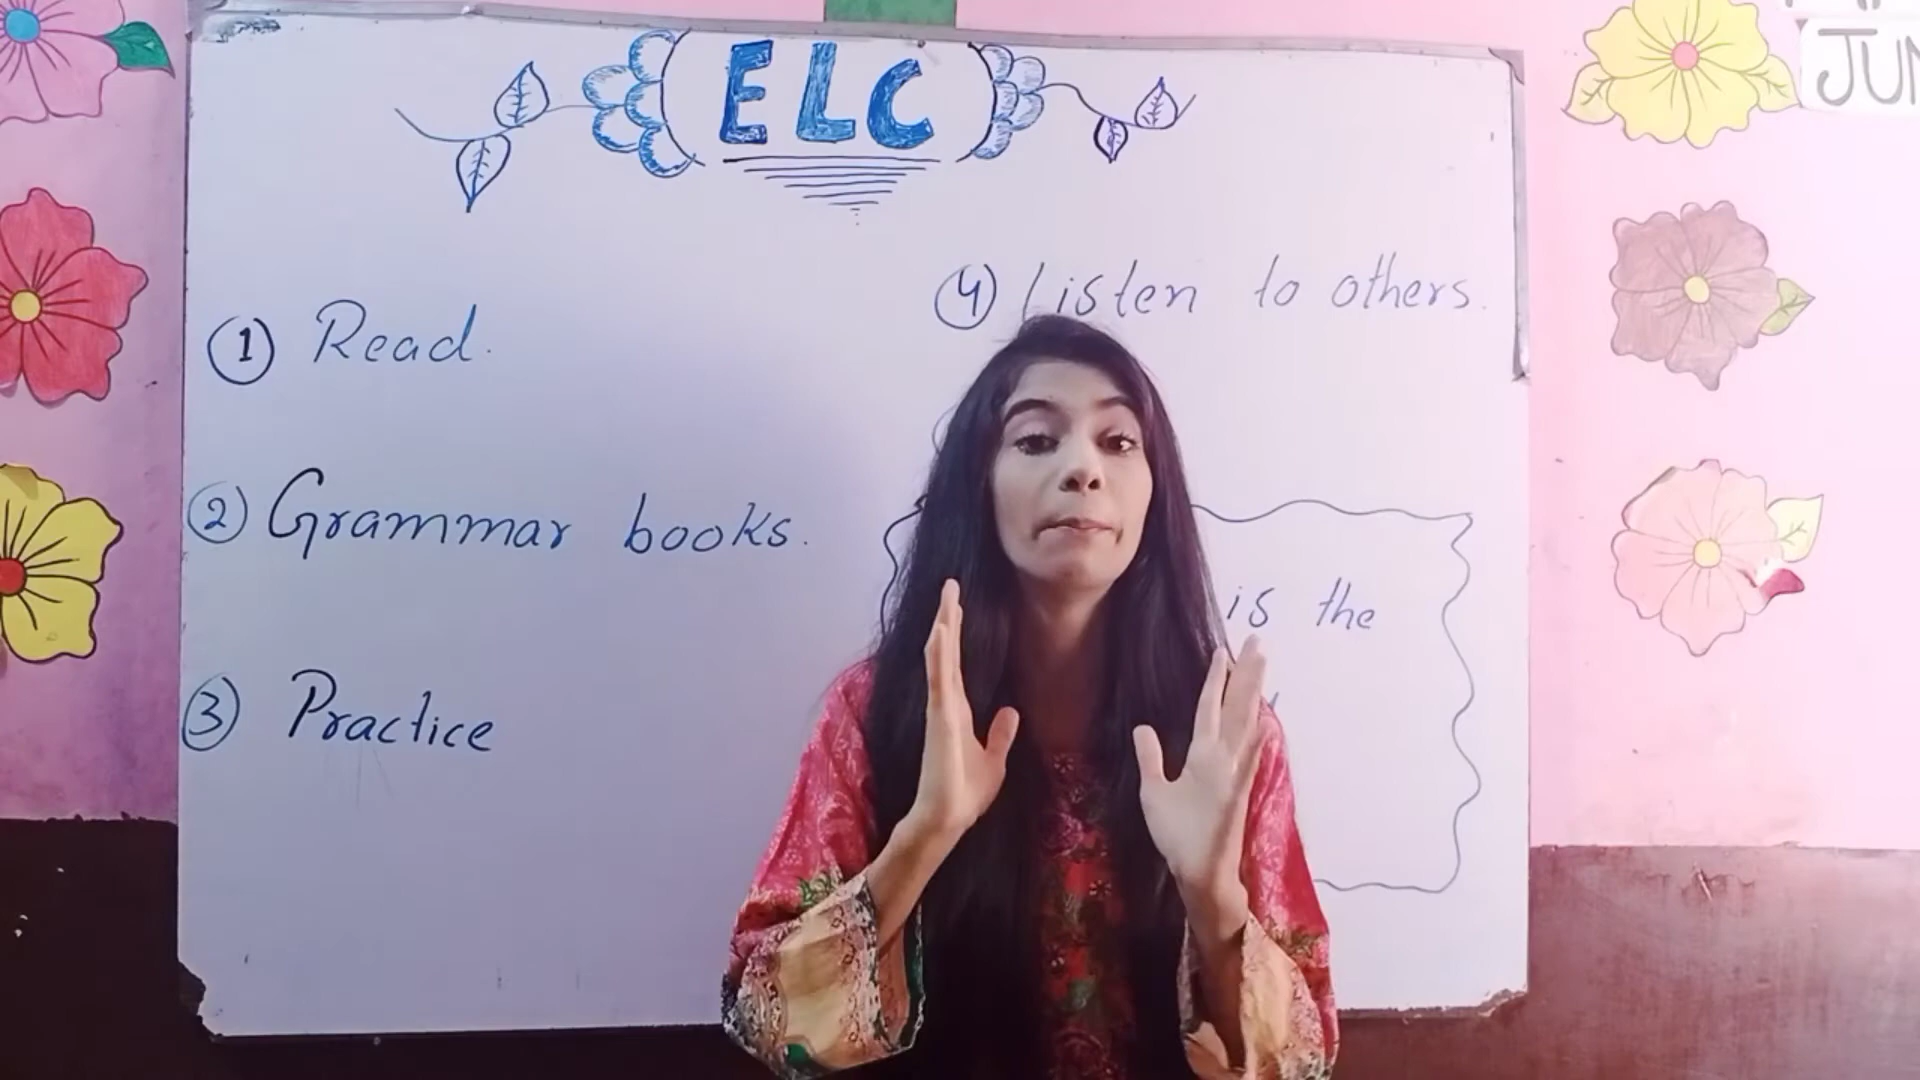 ELC
① Read.
② Grammar books.
③ Practice
④ Listen to others.
is the
JUN